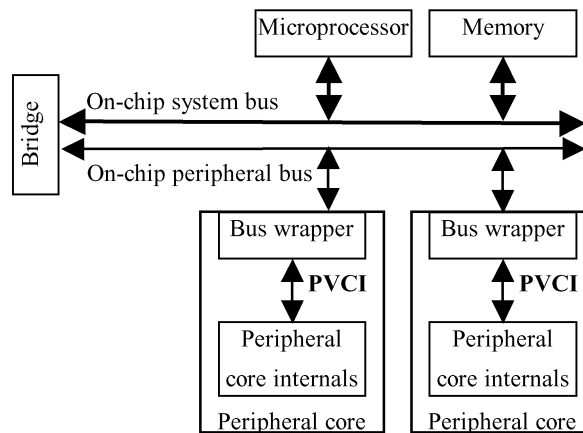 Microprocessor
Memory
Bridge
On-chip system bus
On-chip peripheral bus
Bus wrapper
Bus wrapper
PVCI
PVCI
Peripheral
core internals
Peripheral
core internals
Peripheral core
Peripheral core